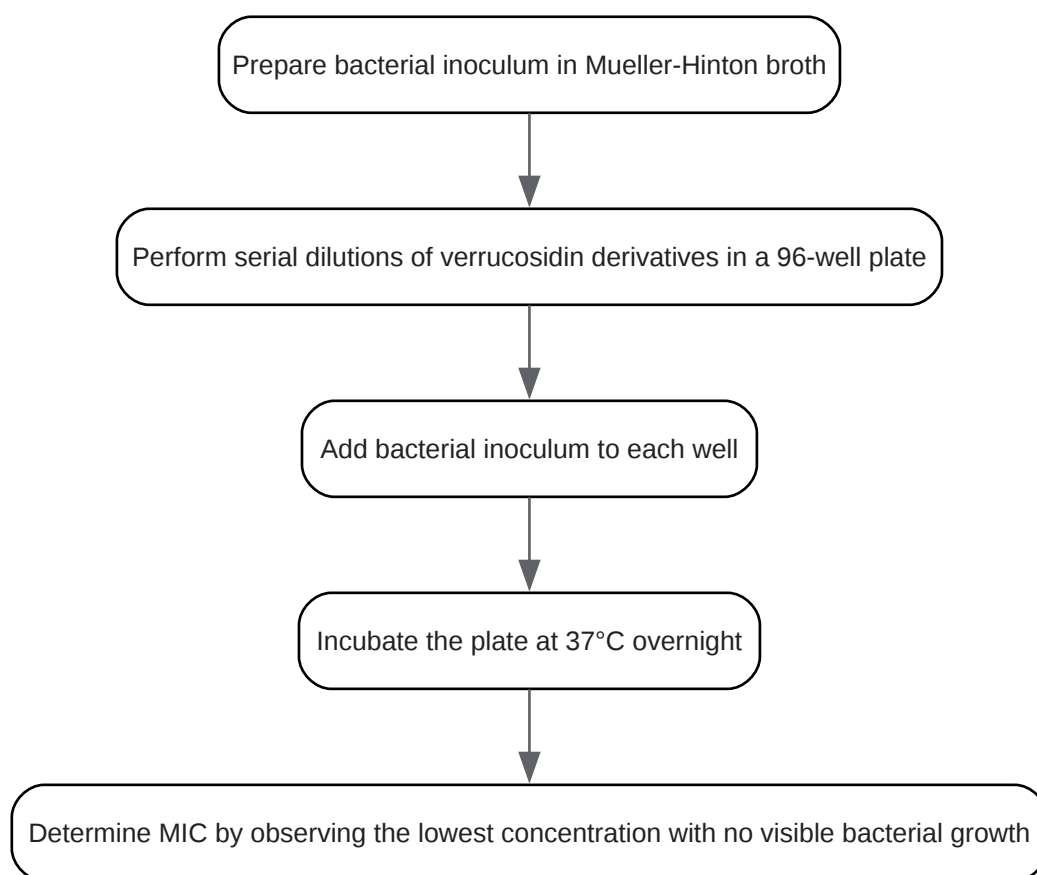 Prepare bacterial inoculum in Mueller-Hinton broth
Perform serial dilutions of verrucosidin derivatives in a 96-well plate
Add bacterial inoculum to each well
Incubate the plate at 37°C overnight
Determine MIC by observing the lowest concentration with no visible bacterial growth